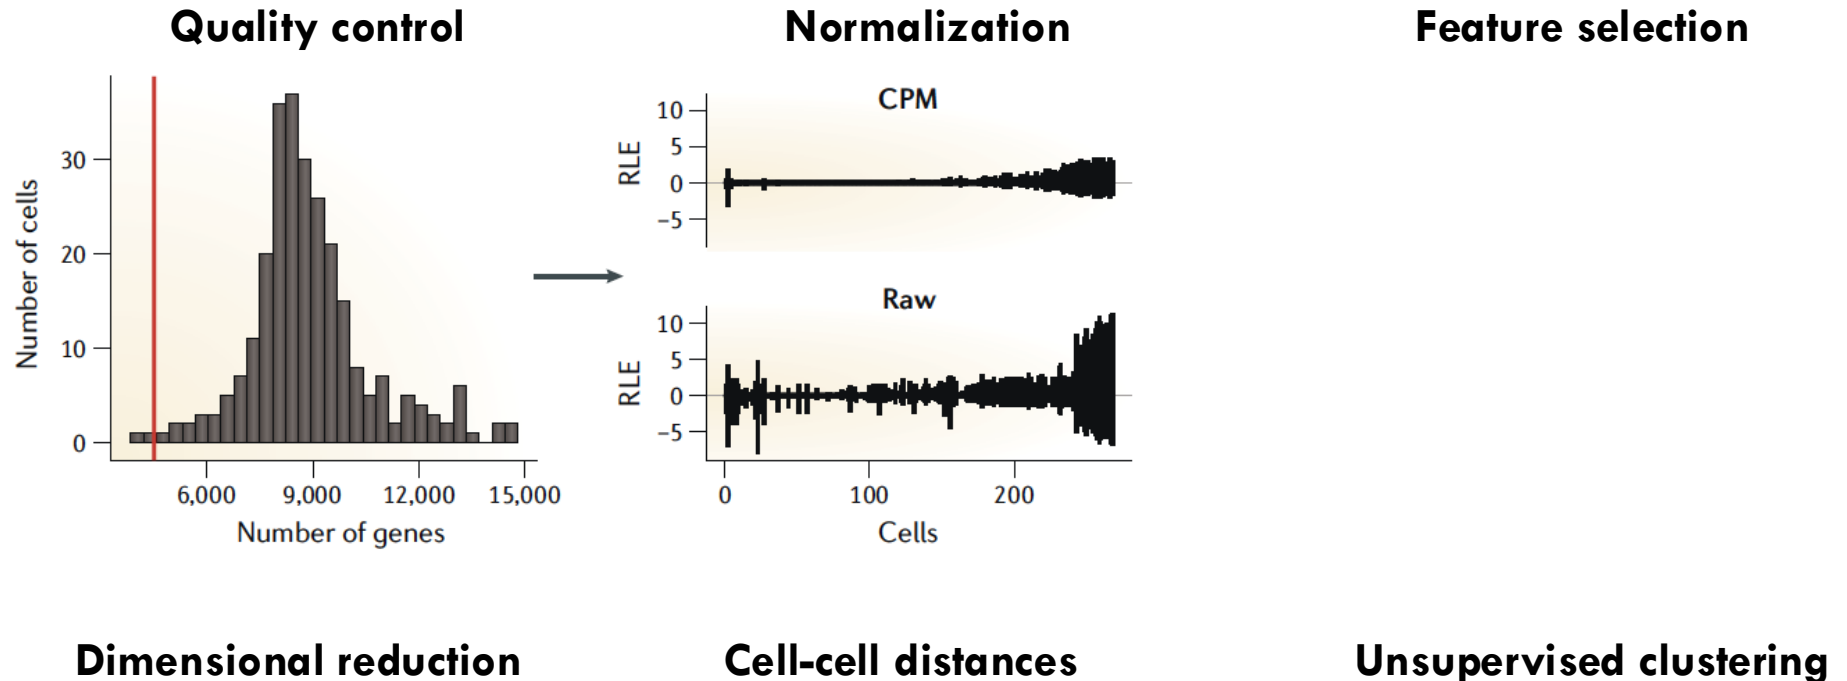 Quality control
Normalization
Feature selection
Number of cells
30
20
10
0
6,000
9,000
12,000
15,000
Number of genes
CPM
RLE
10
5
0
−5
Raw
RLE
10
5
0
−5
0
100
200
Cells
Dimensional reduction
Cell-cell distances
Unsupervised clustering